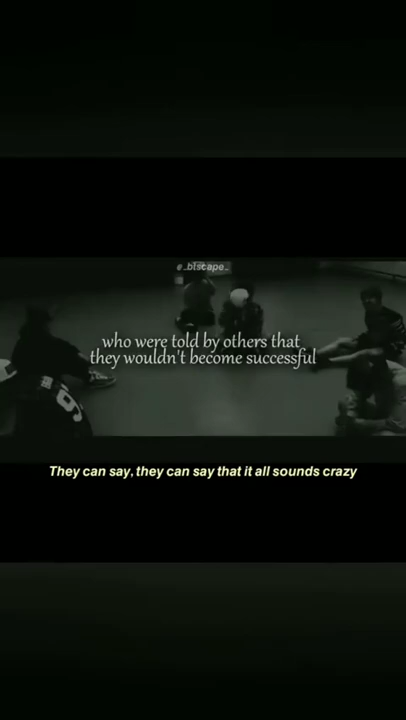 @_btscape_
who were told by others that
they wouldn't become successful
They can say, they can say that it all sounds crazy